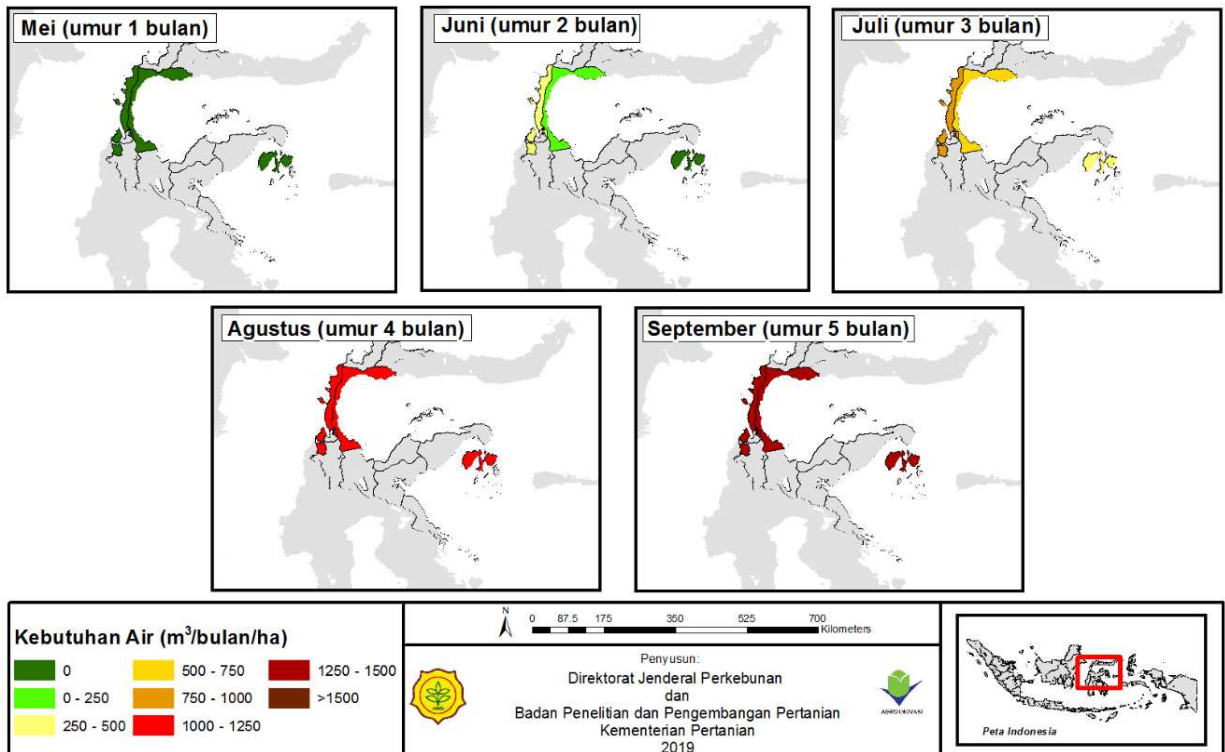 Mei (umur 1 bulan)
Juni (umur 2 bulan)
Juli (umur 3 bulan)
Agustus (umur 4 bulan)
September (umur 5 bulan)
Kebutuhan Air (m³/bulan/ha)
0
0 - 250
250 - 500
500 - 750
750 - 1000
1000 - 1250
1250 - 1500
>1500
N
0 87.5 175 350 525 700
Kilometers
Penyusun:
Direktorat Jenderal Perkebunan
dan
Badan Penelitian dan Pengembangan Pertanian
Kementerian Pertanian
2019
AGRO INOVASI
Peta Indonesia